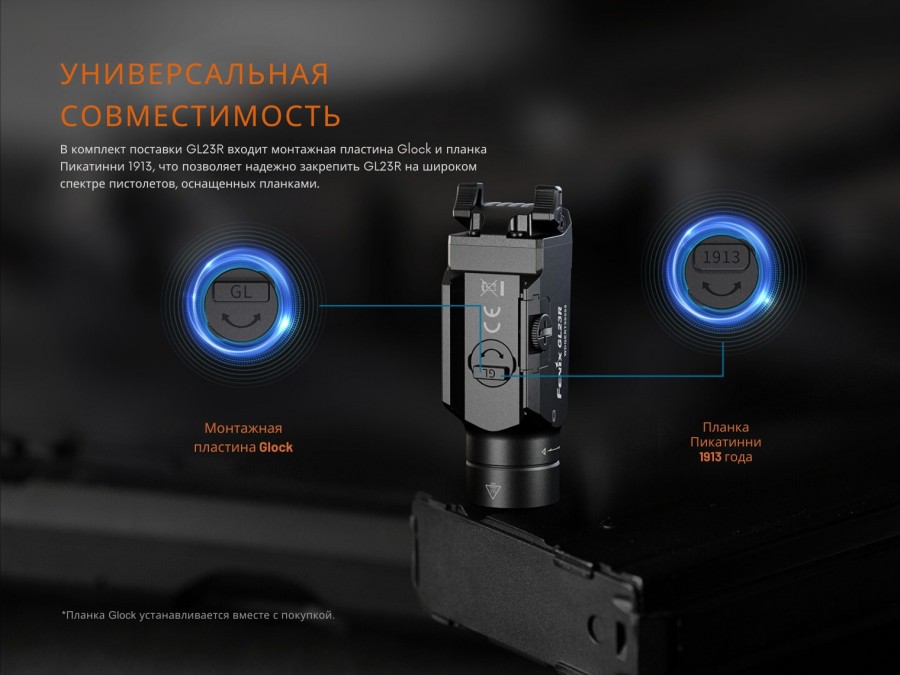 УНИВЕРСАЛЬНАЯ
СОВМЕСТИМОСТЬ
В комплект поставки GL23R входит монтажная пластина Glock и планка
Пикатинни 1913, что позволяет надежно закрепить GL23R на широком
спектре пистолетов, оснащенных планками.
GL
1913
CE
GL
Fenix GL23R
Монтажная
пластина Glock
Планка
Пикатинни
1913 года
*Планка Glock устанавливается вместе с покупкой.